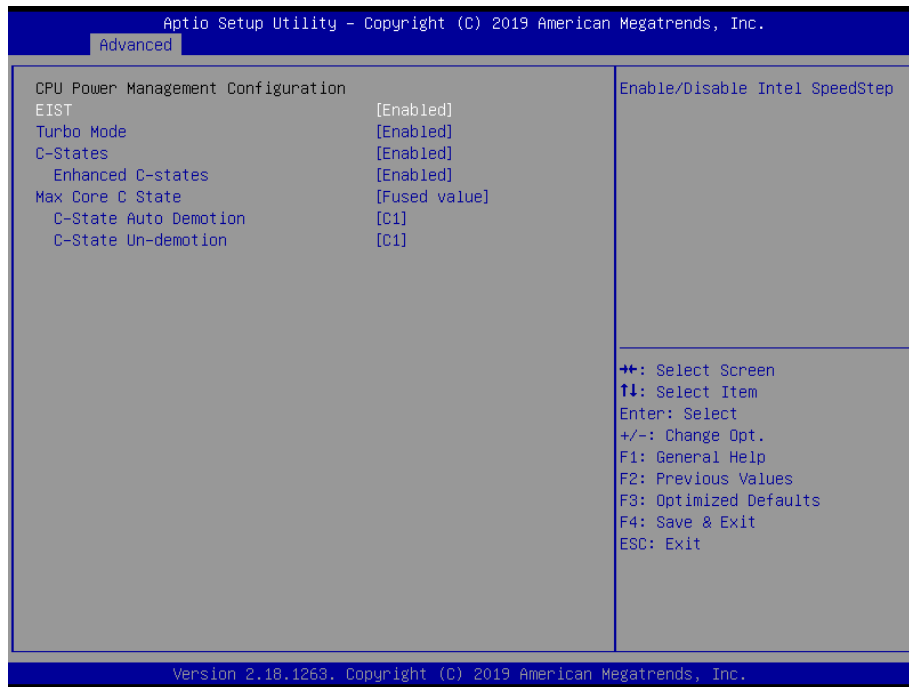 Aptio Setup Utility – Copyright (C) 2019 American Megatrends, Inc.
Advanced
CPU Power Management Configuration
EIST [Enabled]
Turbo Mode [Enabled]
C-States [Enabled]
Enhanced C-states [Enabled]
Max Core C State [Fused value]
C-State Auto Demotion [C1]
C-State Un-demotion [C1]
Enable/Disable Intel SpeedStep
→←: Select Screen
↑↓: Select Item
Enter: Select
+/-: Change Opt.
F1: General Help
F2: Previous Values
F3: Optimized Defaults
F4: Save & Exit
ESC: Exit
Version 2.18.1263. Copyright (C) 2019 American Megatrends, Inc.